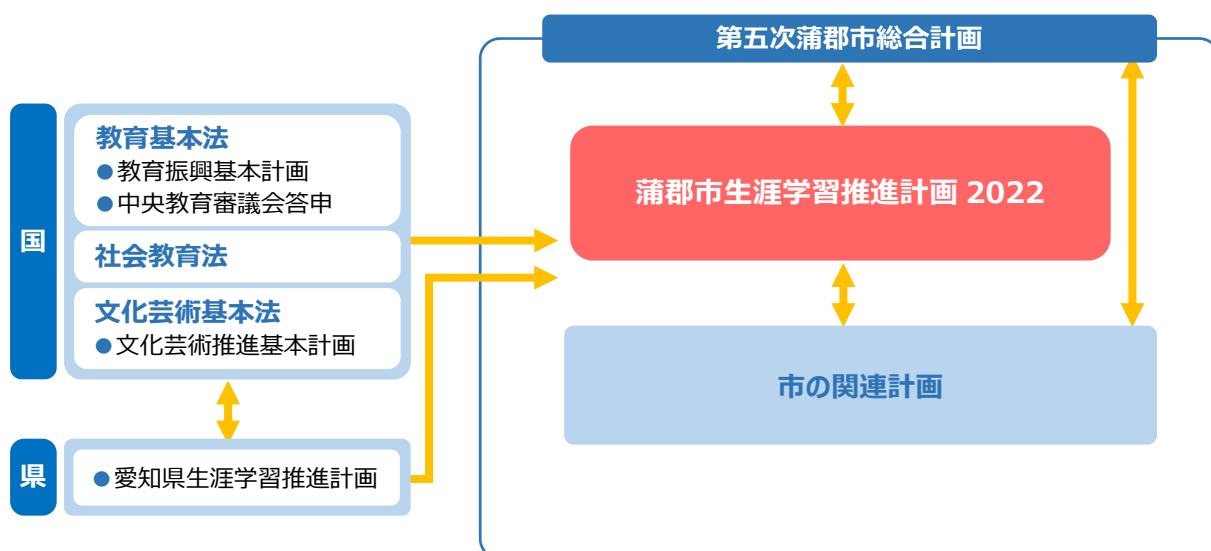 第五次蒲郡市総合計画
国
教育基本法
●教育振興基本計画
●中央教育審議会答申
社会教育法
文化芸術基本法
●文化芸術推進基本計画
県
●愛知県生涯学習推進計画
蒲郡市生涯学習推進計画 2022
市の関連計画